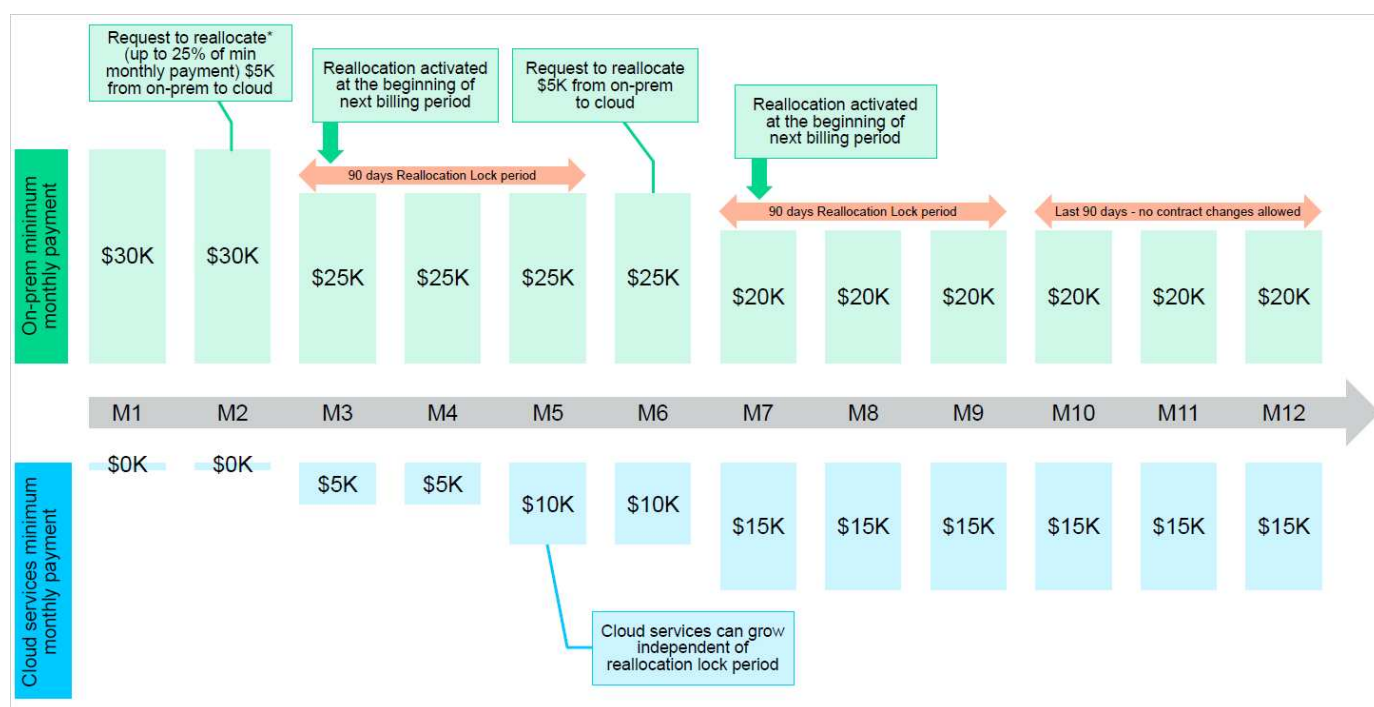 Request to reallocate*
(up to 25% of min
monthly payment) $5K
from on-prem to cloud
Reallocation activated
at the beginning of
next billing period
Request to reallocate
$5K from on-prem
to cloud
Reallocation activated
at the beginning of
next billing period
On-prem minimum
monthly payment
90 days Reallocation Lock period
90 days Reallocation Lock period
Last 90 days - no contract changes allowed
$30K $30K $25K $25K $25K $25K $20K $20K $20K $20K $20K $20K
M1 M2 M3 M4 M5 M6 M7 M8 M9 M10 M11 M12
Cloud services minimum
monthly payment
$0K $0K $5K $5K $10K $10K $15K $15K $15K $15K $15K $15K
Cloud services can grow
independent of
reallocation lock period